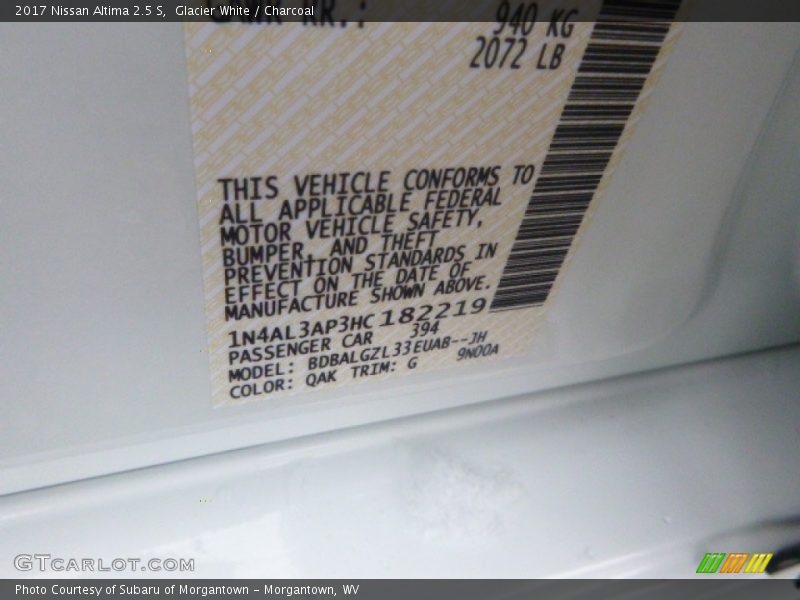 2017 Nissan Altima 2.5 S,  Glacier White / Charcoal
940 KG
2072 LB
THIS VEHICLE CONFORMS TO
ALL APPLICABLE FEDERAL
MOTOR VEHICLE SAFETY,
BUMPER, AND THEFT
PREVENTION STANDARDS IN
EFFECT ON THE DATE OF
MANUFACTURE SHOWN ABOVE.
1N4AL3AP3HC182219
PASSENGER CAR 394
MODEL: BDBALGZL33EUAB--JH
COLOR: QAK TRIM: G 9N00A
GTCARLOT.COM
Photo Courtesy of Subaru of Morgantown - Morgantown, WV